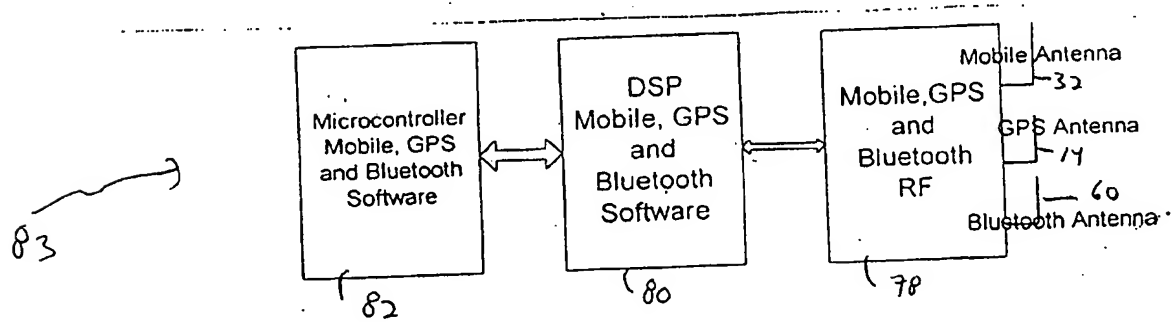 Microcontroller
Mobile, GPS
and Bluetooth
Software
DSP
Mobile, GPS
and
Bluetooth
Software
Mobile,GPS
and
Bluetooth
RF
Mobile Antenna
32
GPS Antenna
14
60
Bluetooth Antenna
83
82
80
78